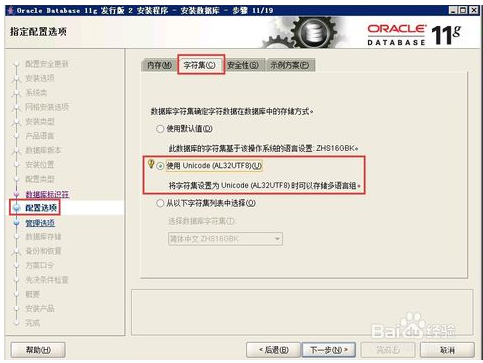 Oracle Database 11g 发行版 2 安装程序 - 安装数据库 - 步骤 11/19
指定配置选项
ORACLE
DATABASE 11g
配置安全更新
安装选项
系统类
网格安装选项
安装类型
产品语言
数据库版本
安装位置
配置类型
数据库标识符
配置选项
管理选项
数据库存储
备份和恢复
方案口令
先决条件检查
概要
安装产品
完成
内存(M) 字符集(C) 安全性(S) 示例方案(P)
数据库字符集确定字符数据在数据库中的存储方式。
使用默认值(D)
此数据库的字符集基于该操作系统的语言设置: ZHS16GBK。
使用 Unicode (AL32UTF8)(U)
将字符集设置为 Unicode (AL32UTF8) 时可以存储多语言组。
从以下字符集列表中选择(G)
选择数据库字符集(T):
简体中文 ZHS16GBK
帮助(H) < 后退(B) 下一步(N) > 取消
Baidu经验